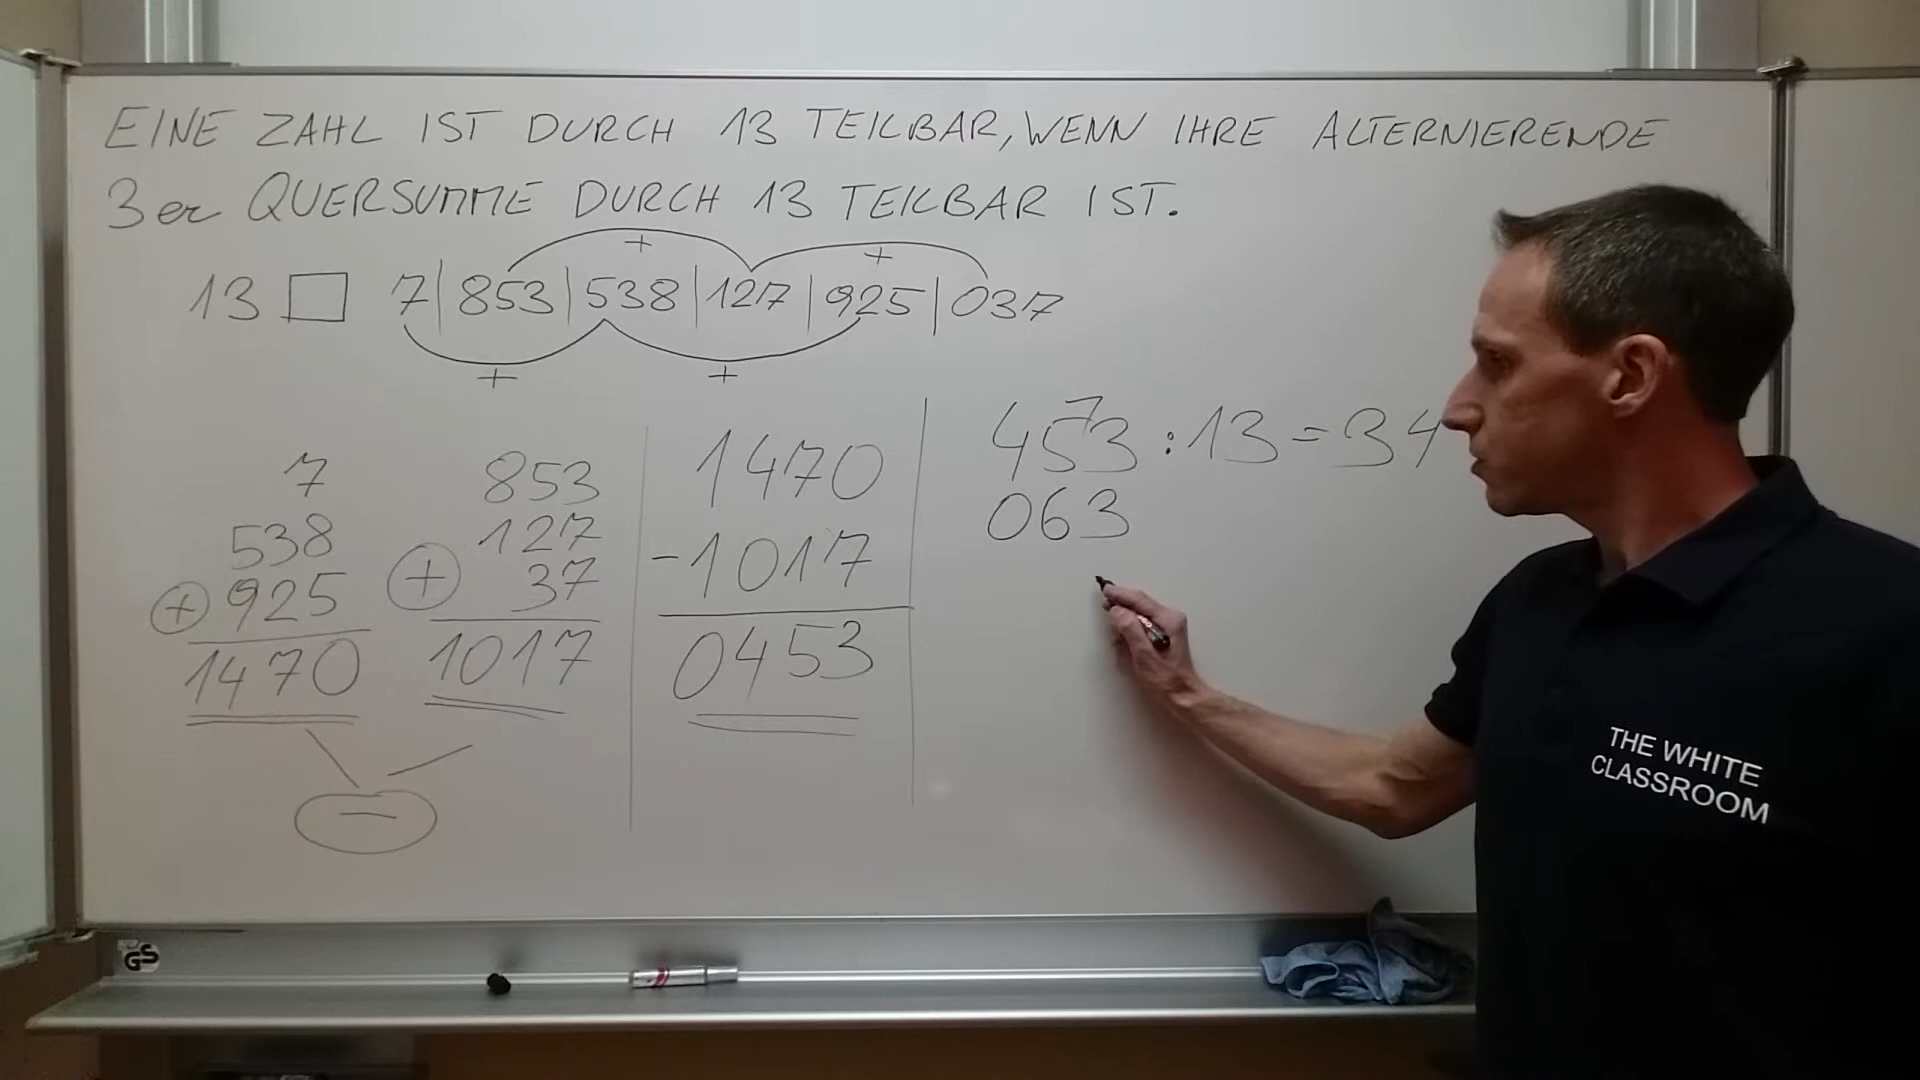 EINE ZAHL IST DURCH 13 TEILBAR, WENN IHRE ALTERNIERENDE
3er QUERSUMME DURCH 13 TEILBAR IST.
+ +
13 □ 7|853|538|127|925|037
+ +
7
538
+ 925
1470
853
127
+ 37
1017
−
1470
-1017
0453
7
453:13=34
063
THE WHITE
CLASSROOM
GS